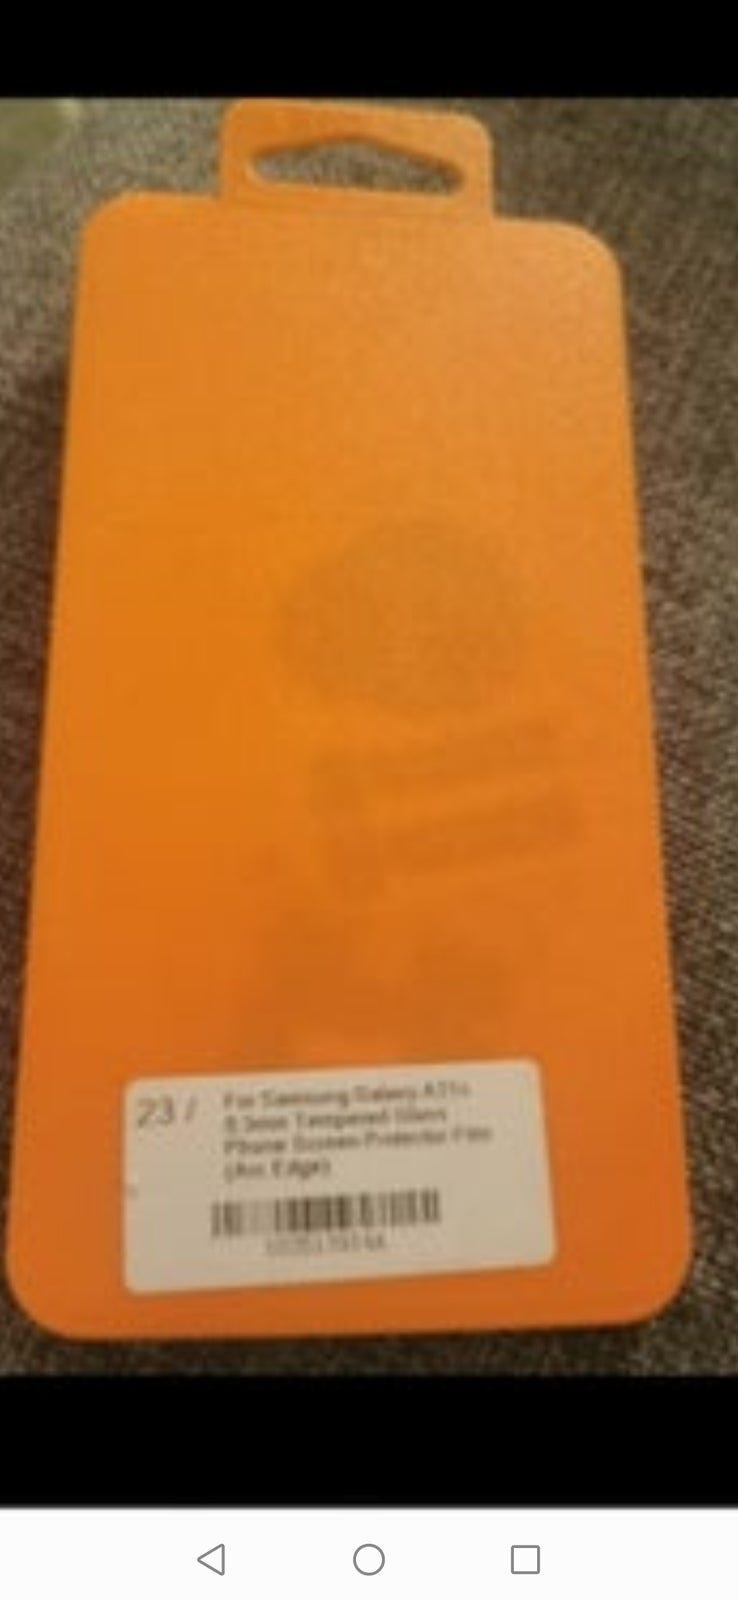 23 /
For Samsung Galaxy
0.3mm Tempered Glass
Phone Screen Protector Film
(Arc Edge)